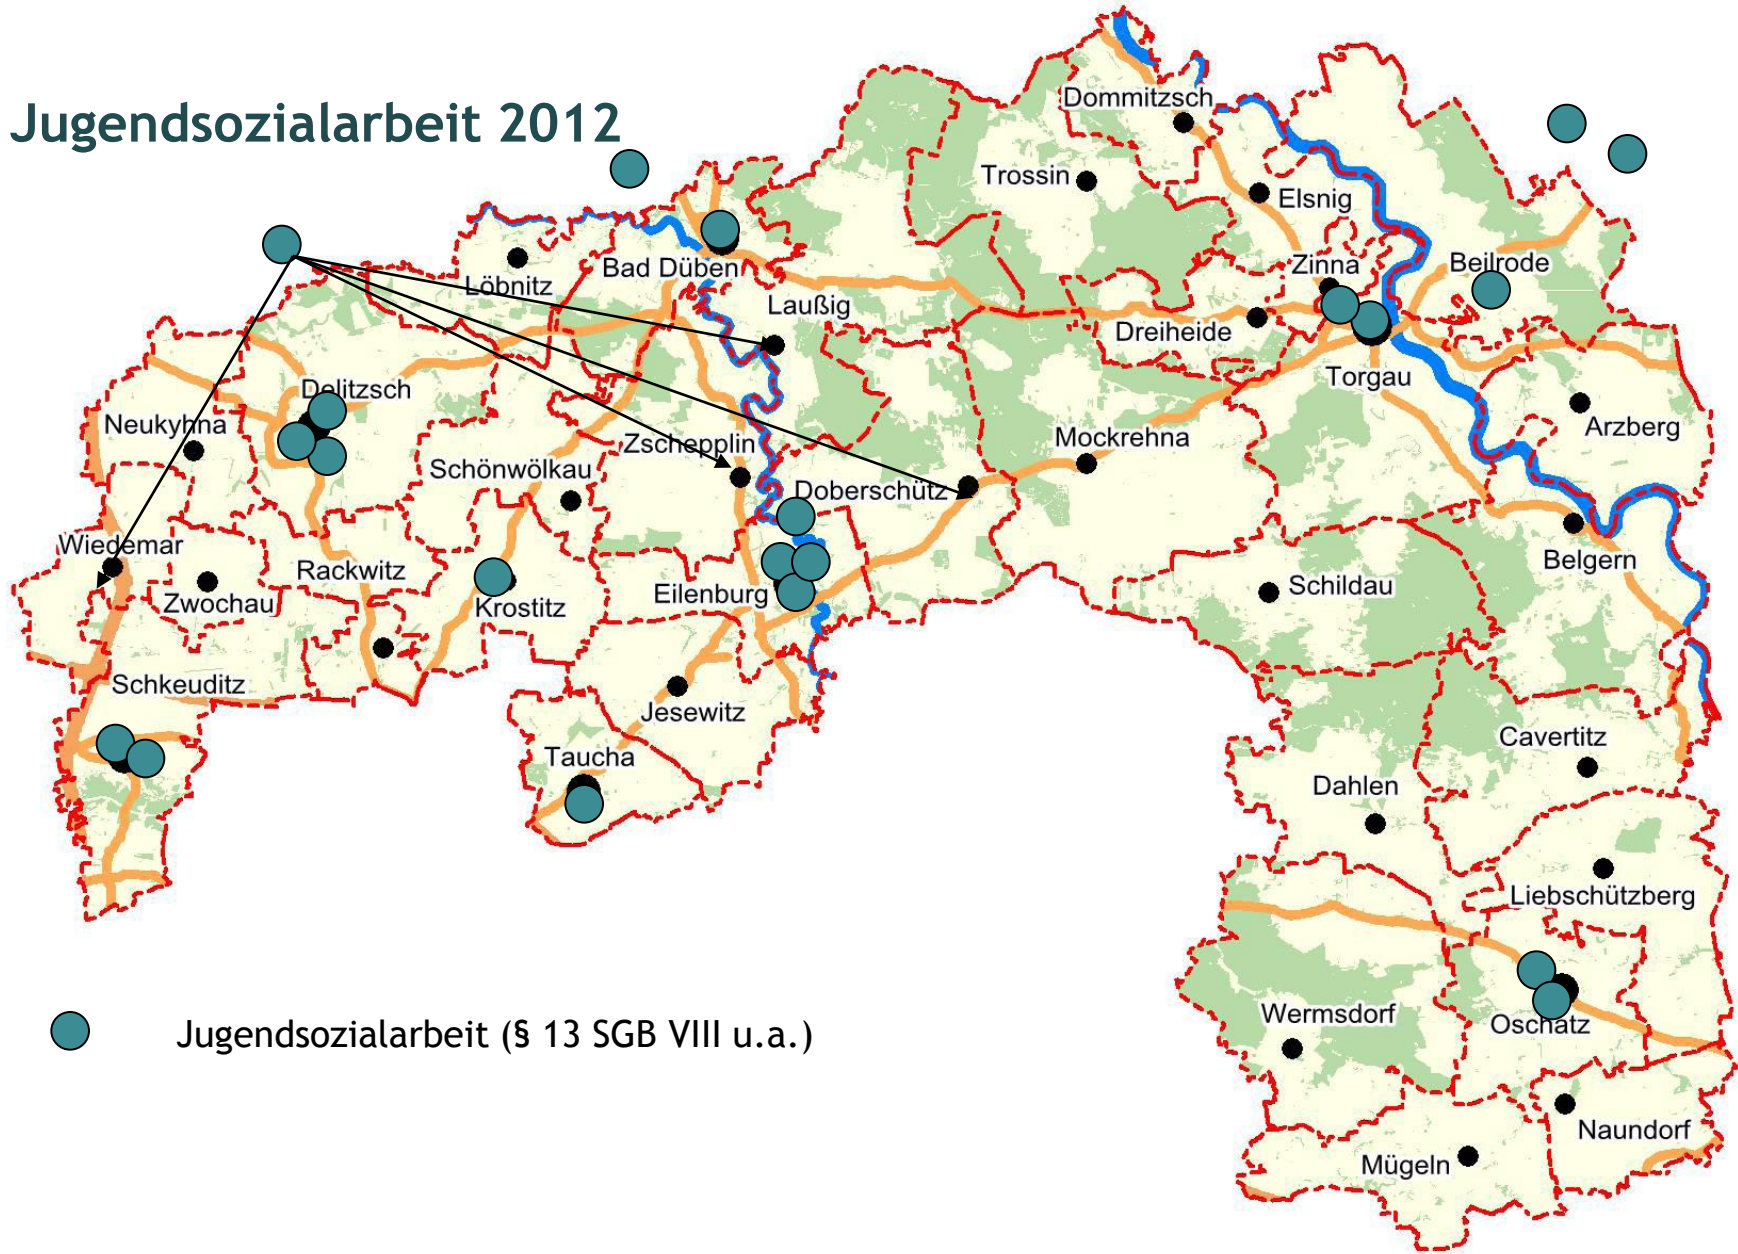 Jugendsozialarbeit 2012
Dommitzsch
Trossin
Elsnig
Zinna
Beilrode
Bad Düben
Löbnitz
Laußig
Dreiheide
Torgau
Delitzsch
Neukyhna
Arzberg
Zschepplin
Mockrehna
Schönwölkau
Doberschütz
Wiedemar
Rackwitz
Belgern
Zwochau
Krostitz
Eilenburg
Schildau
Schkeuditz
Jesewitz
Cavertitz
Taucha
Dahlen
Liebschützberg
Wermsdorf
Oschatz
Jugendsozialarbeit (§ 13 SGB VIII u.a.)
Naundorf
Mügeln